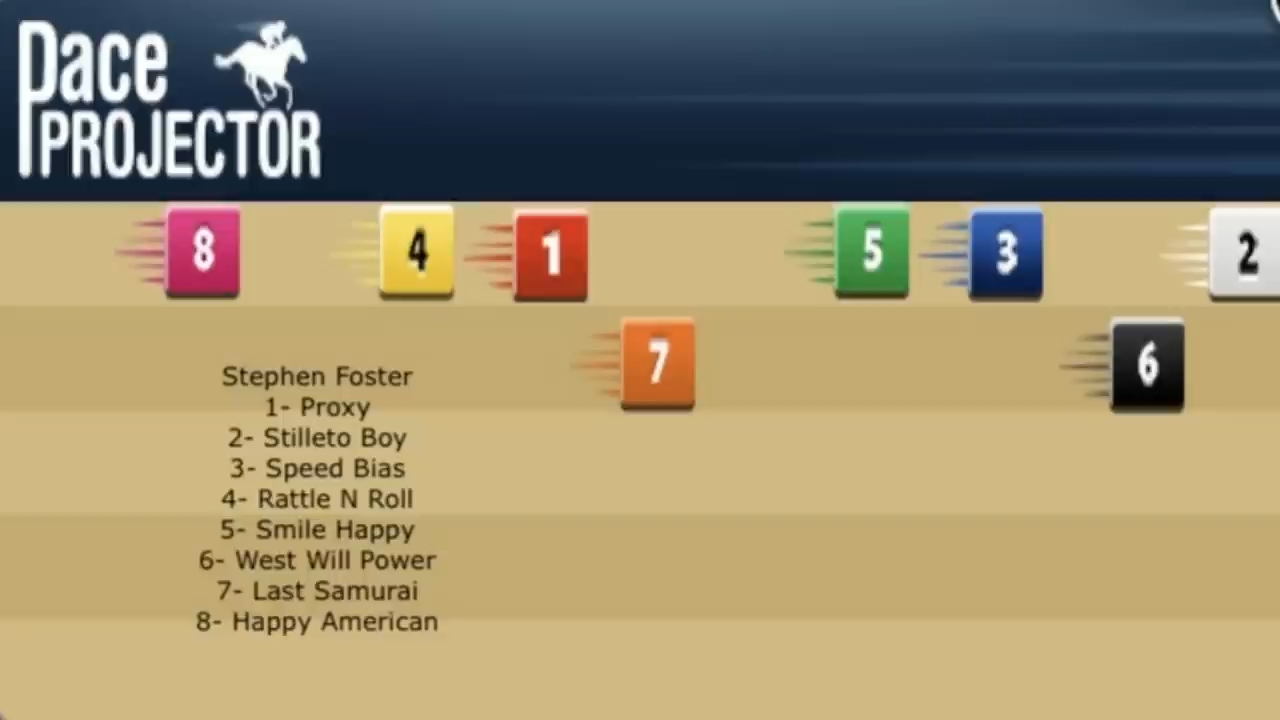 Pace
PROJECTOR
8 4 1 5 3 2
7 6
Stephen Foster
1- Proxy
2- Stilleto Boy
3- Speed Bias
4- Rattle N Roll
5- Smile Happy
6- West Will Power
7- Last Samurai
8- Happy American